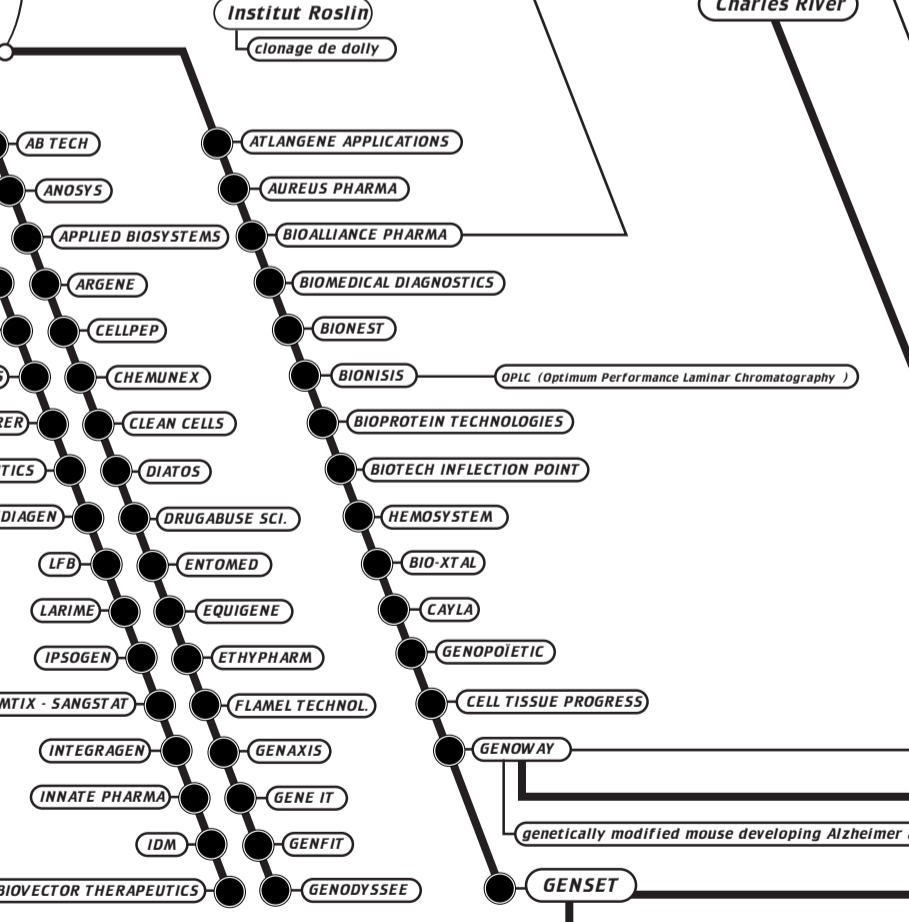 Institut Roslin
Charles River
clonage de dolly
AB TECH
ANOSYS
APPLIED BIOSYSTEMS
ARGENE
CELLPEP
CHEMUNEX
CLEAN CELLS
DIATOS
DRUGABUSE SCI.
ENTOMED
EQUIGENE
ETHYPHARM
FLAMEL TECHNOL.
GENAXIS
GENE IT
GENFIT
GENODYSSEE
LFB
LARIME
IPSOGEN
MTIX - SANGSTAT
INTEGRAGEN
INNATE PHARMA
IDM
BIOVECTOR THERAPEUTICS
ATLANGENE APPLICATIONS
AUREUS PHARMA
BIOALLIANCE PHARMA
BIOMEDICAL DIAGNOSTICS
BIONEST
BIONISIS
OPLC (Optimum Performance Laminar Chromatography )
BIOPROTEIN TECHNOLOGIES
BIOTECH INFLECTION POINT
HEMOSYSTEM
BIO-XTAL
CAYLA
GENOPOÏETIC
CELL TISSUE PROGRESS
GENOWAY
genetically modified mouse developing Alzheimer
GENSET